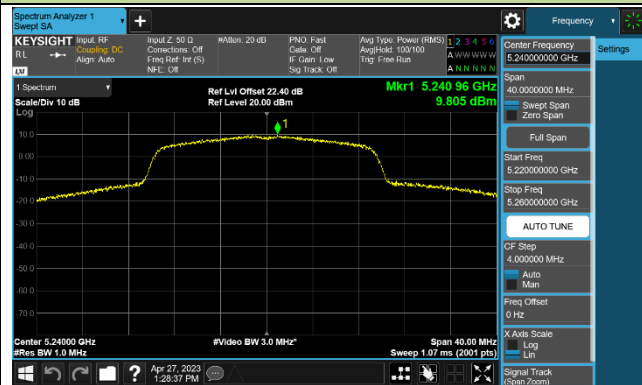 Spectrum Analyzer 1
Swept SA
Frequency
KEYSIGHT
RL
LXI
Input: RF
Coupling: DC
Align: Auto
Input Z: 50 Ω
Corrections: Off
Freq Ref: Int (S)
NFE: Off
#Atten: 20 dB
PNO: Fast
Gate: Off
IF Gain: Low
Sig Track: Off
Avg Type: Power (RMS)
Avg|Hold: 100/100
Trig: Free Run
1 2 3 4 5 6
A W W W W W
A N N N N N
1 Spectrum
Scale/Div 10 dB
Log
Ref Lvl Offset 22.40 dB
Ref Level 20.00 dBm
Mkr1 5.240 96 GHz
9.805 dBm
1
10.0
0.00
-10.0
-20.0
-30.0
-40.0
-50.0
-60.0
-70.0
Center 5.24000 GHz
#Res BW 1.0 MHz
#Video BW 3.0 MHz*
Span 40.00 MHz
Sweep 1.07 ms (2001 pts)
Apr 27, 2023
1:28:37 PM
Center Frequency
5.240000000 GHz
Settings
Span
40.0000000 MHz
Swept Span
Zero Span
Full Span
Start Freq
5.220000000 GHz
Stop Freq
5.260000000 GHz
AUTO TUNE
CF Step
4.000000 MHz
Auto
Man
Freq Offset
0 Hz
X Axis Scale
Log
Lin
Signal Track
(Span Zoom)